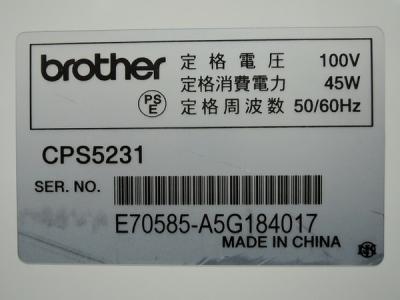 brother
定格電圧 100V
定格消費電力 45W
定格周波数 50/60Hz
PS
E
CPS5231
SER. NO.
E70585-A5G184017
MADE IN CHINA